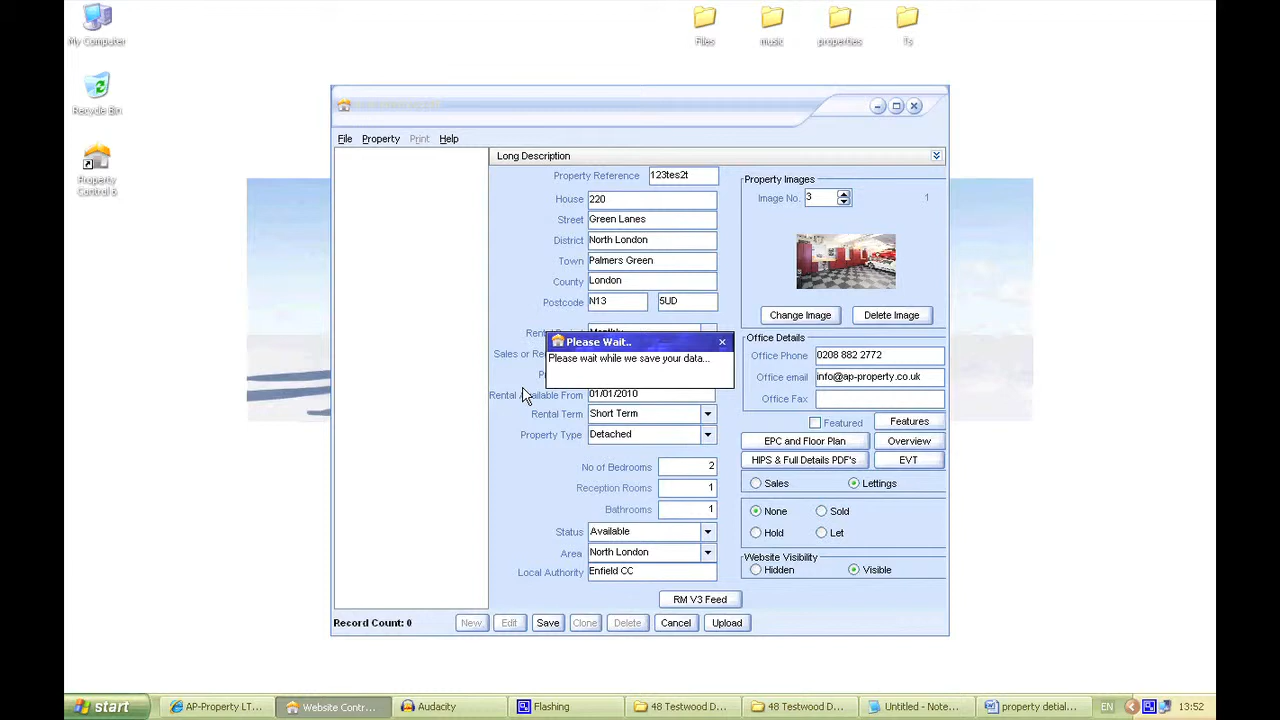 My Computer
Files
music
properties
Recycle Bin
Property
Control 6
File
Property
Print
Help
Long Description
Property Reference
123tes2t
House
220
Street
Green Lanes
District
North London
Town
Palmers Green
County
London
Postcode
N13
5UD
Please Wait..
Please wait while we save your data...
01/01/2010
Rental Term
Short Term
Property Type
Detached
No of Bedrooms
2
Reception Rooms
1
Bathrooms
1
Status
Available
Area
North London
Local Authority
Enfield CC
RM V3 Feed
Property Images
Image No.
3
1
Change Image
Delete Image
Office Details
Office Phone
0208 882 2772
Office email
info@ap-property.co.uk
Office Fax
Featured
Features
EPC and Floor Plan
Overview
HIPS & Full Details PDF's
EVT
Sales
Lettings
None
Sold
Hold
Let
Website Visibility
Hidden
Visible
Record Count: 0
New
Edit
Save
Clone
Delete
Cancel
Upload
start
AP-Property LT...
Website Contr...
Audacity
Flashing
48 Testwood D...
48 Testwood D...
Untitled - Note...
property detial...
EN
13:52